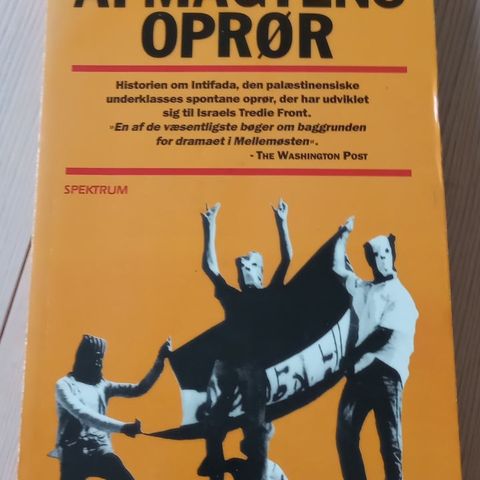 AFMAGTENS
OPRØR
Historien om Intifada, den palæstinensiske
underklasses spontane oprør, der har udviklet
sig til Israels Tredie Front.
»En af de væsentligste bøger om baggrunden
for dramaet i Mellemøsten«.
- THE WASHINGTON POST
SPEKTRUM